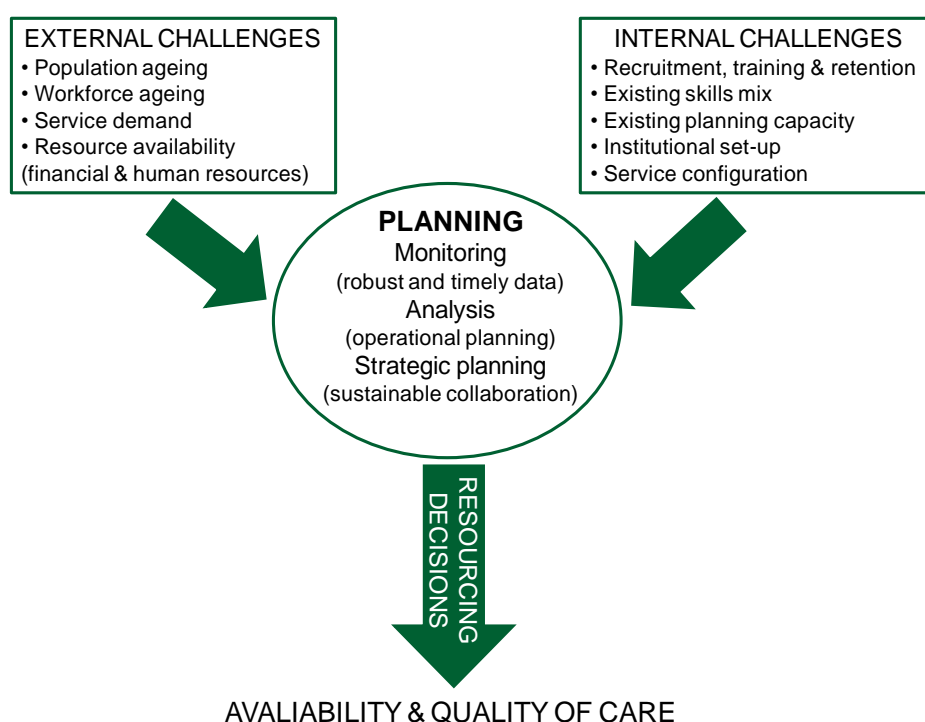 EXTERNAL CHALLENGES
• Population ageing
• Workforce ageing
• Service demand
• Resource availability
(financial & human resources)
INTERNAL CHALLENGES
• Recruitment, training & retention
• Existing skills mix
• Existing planning capacity
• Institutional set-up
• Service configuration
PLANNING
Monitoring
(robust and timely data)
Analysis
(operational planning)
Strategic planning
(sustainable collaboration)
RESOURCING
DECISIONS
AVALIABILITY & QUALITY OF CARE